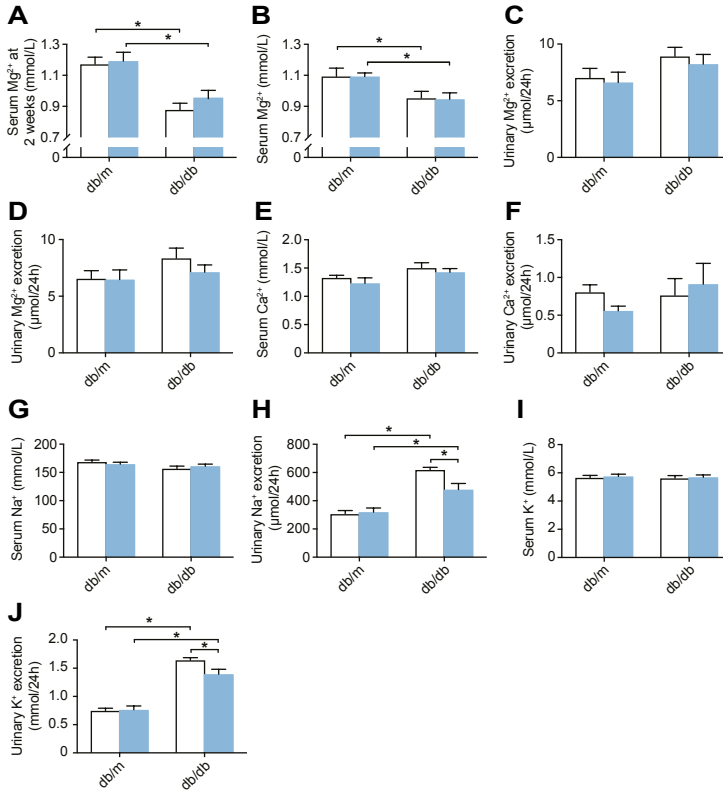 A
Serum Mg²⁺ at
2 weeks (mmol/L)
1.3
1.1
0.9
0.7
0
*
*
db/m
db/db
B
Serum Mg²⁺ (mmol/L)
1.3
1.1
0.9
0.7
0
*
*
db/m
db/db
C
Urinary Mg²⁺ excretion
(μmol/24h)
10
5
0
db/m
db/db
D
Urinary Mg²⁺ excretion
(μmol/24h)
10
5
0
db/m
db/db
E
Serum Ca²⁺ (mmol/L)
2.0
1.5
1.0
0.5
0
db/m
db/db
F
Urinary Ca²⁺ excretion
(μmol/24h)
1.5
1.0
0.5
0
db/m
db/db
G
Serum Na⁺ (mmol/L)
200
150
100
50
0
db/m
db/db
H
Urinary Na⁺ excretion
(μmol/24h)
800
600
400
200
0
*
*
*
db/m
db/db
I
Serum K⁺ (mmol/L)
8
6
4
2
0
db/m
db/db
J
Urinary K⁺ excretion
(mmol/24h)
2.0
1.5
1.0
0.5
0
*
*
*
db/m
db/db